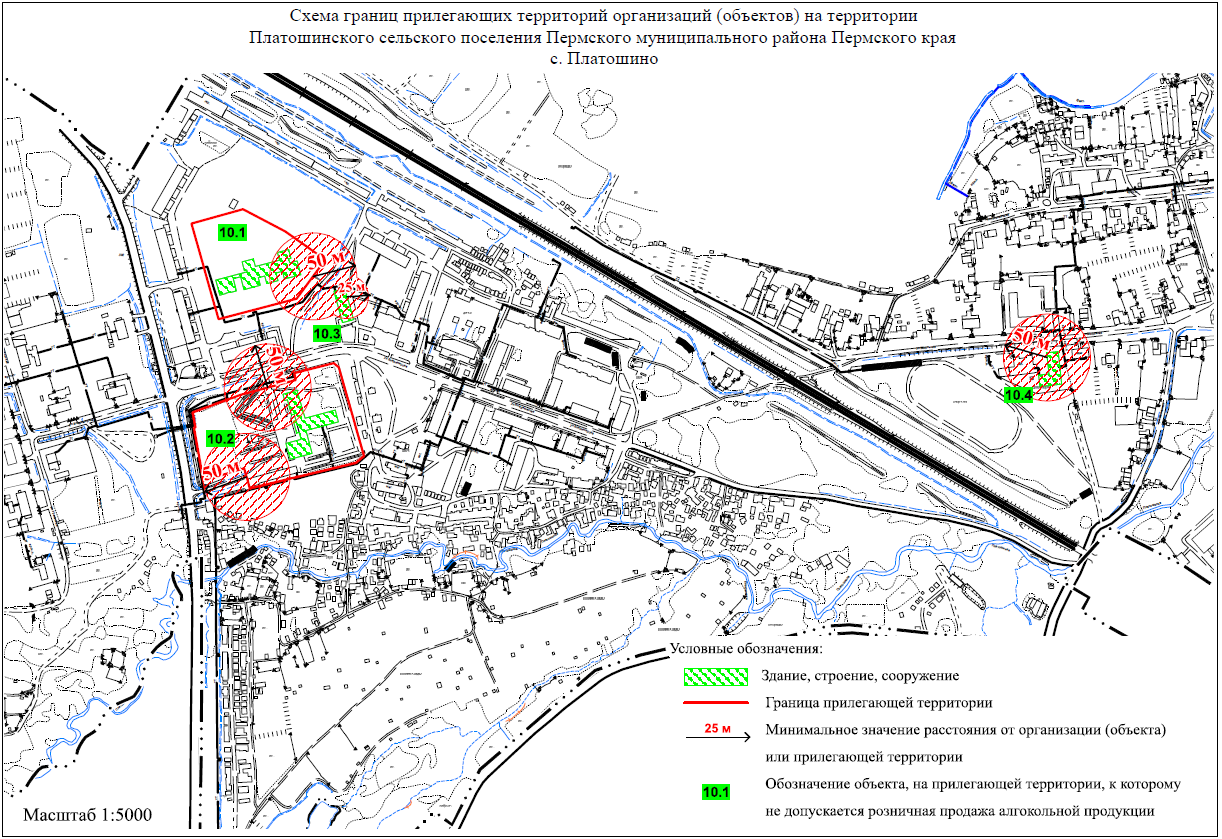 Схема границ прилегающих территорий организаций (объектов) на территории
Платошинского сельского поселения Пермского муниципального района Пермского края
с. Платошино
10.1
50 м
25 м
10.3
50 м
10.4
10.2
50 м
Условные обозначения:
Здание, строение, сооружение
Граница прилегающей территории
25 м
Минимальное значение расстояния от организации (объекта)
или прилегающей территории
10.1
Обозначение объекта, на прилегающей территории, к которому
не допускается розничная продажа алгокольной продукции
Масштаб 1:5000